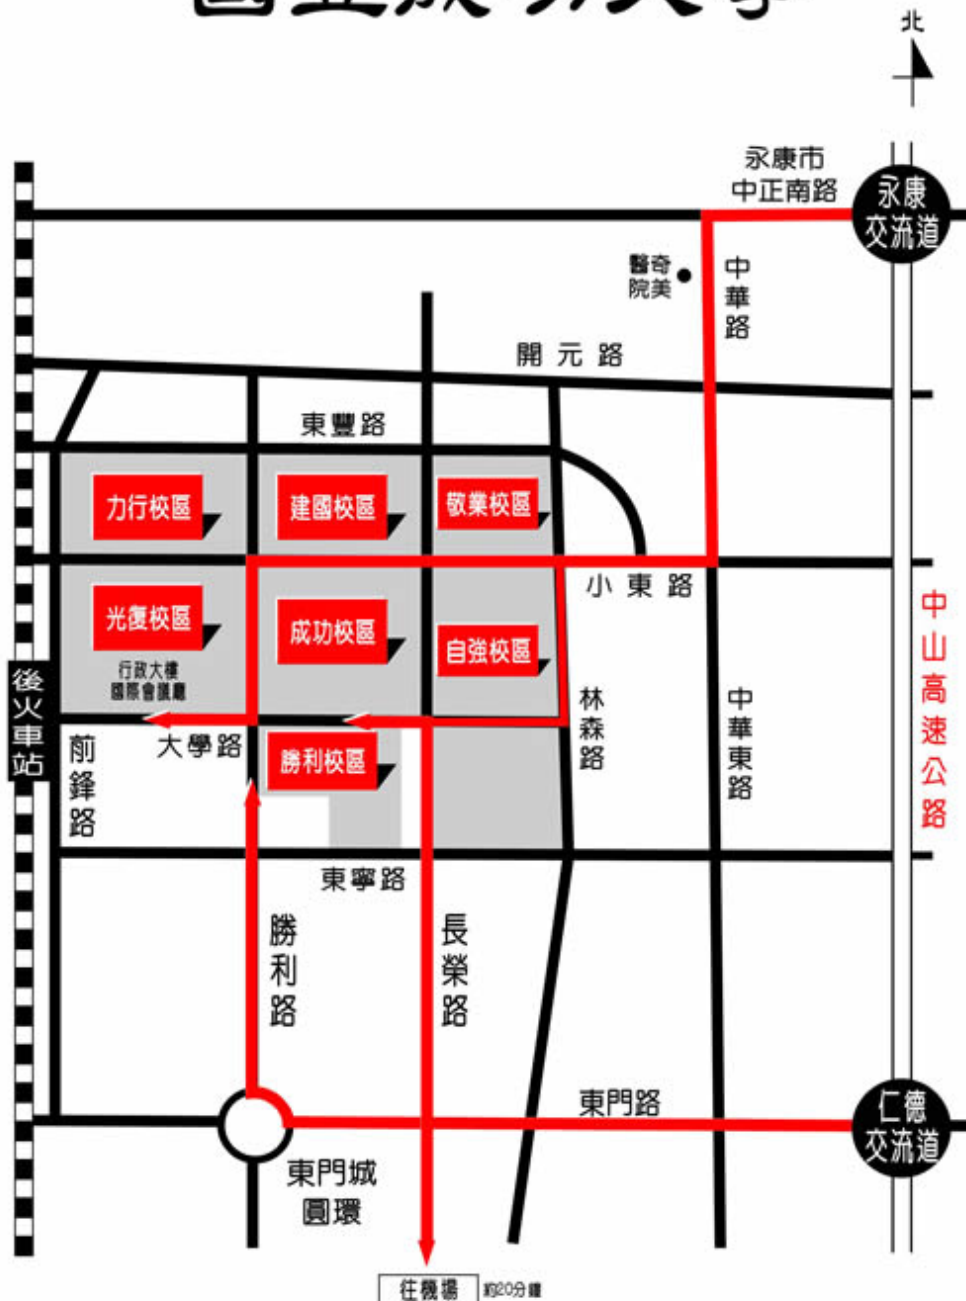 國立成功大學
北
永康市
中正南路
永康
交流道
醫奇
院美
中華路
開元路
東豐路
力行校區
建國校區
敬業校區
小東路
光復校區
成功校區
自強校區
行政大樓
國際會議廳
中山高速公路
後火車站
前鋒路
大學路
勝利校區
林森路
中華東路
東寧路
勝利路
長榮路
東門路
仁德
交流道
東門城
圓環
往機場
約20分鐘